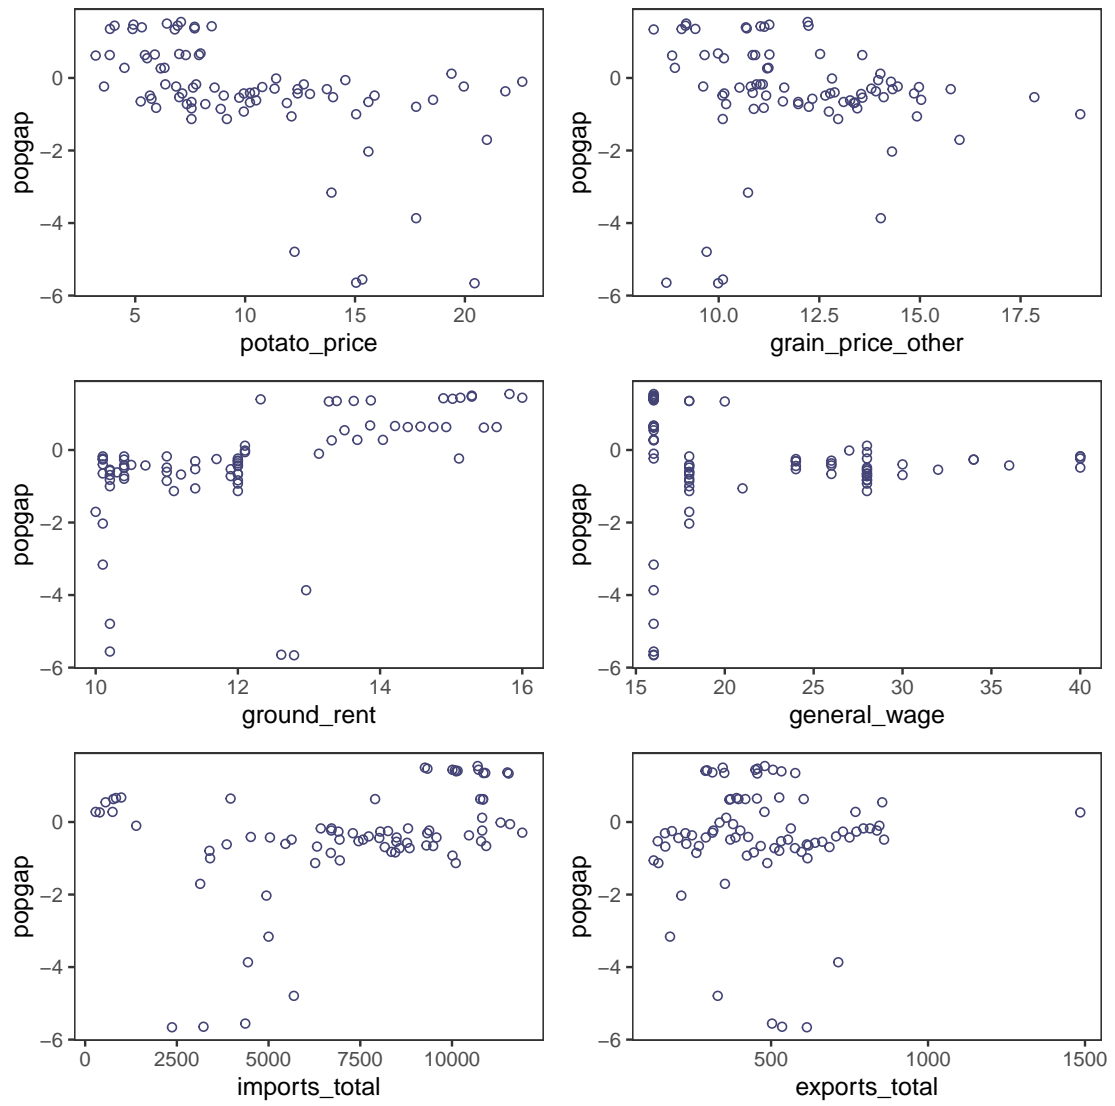 0
−2
−4
−6
popgap
5 10 15 20
potato_price
0
−2
−4
−6
popgap
10.0 12.5 15.0 17.5
grain_price_other
0
−2
−4
−6
popgap
10 12 14 16
ground_rent
0
−2
−4
−6
popgap
15 20 25 30 35 40
general_wage
0
−2
−4
−6
popgap
0 2500 5000 7500 10000
imports_total
0
−2
−4
−6
popgap
500 1000 1500
exports_total